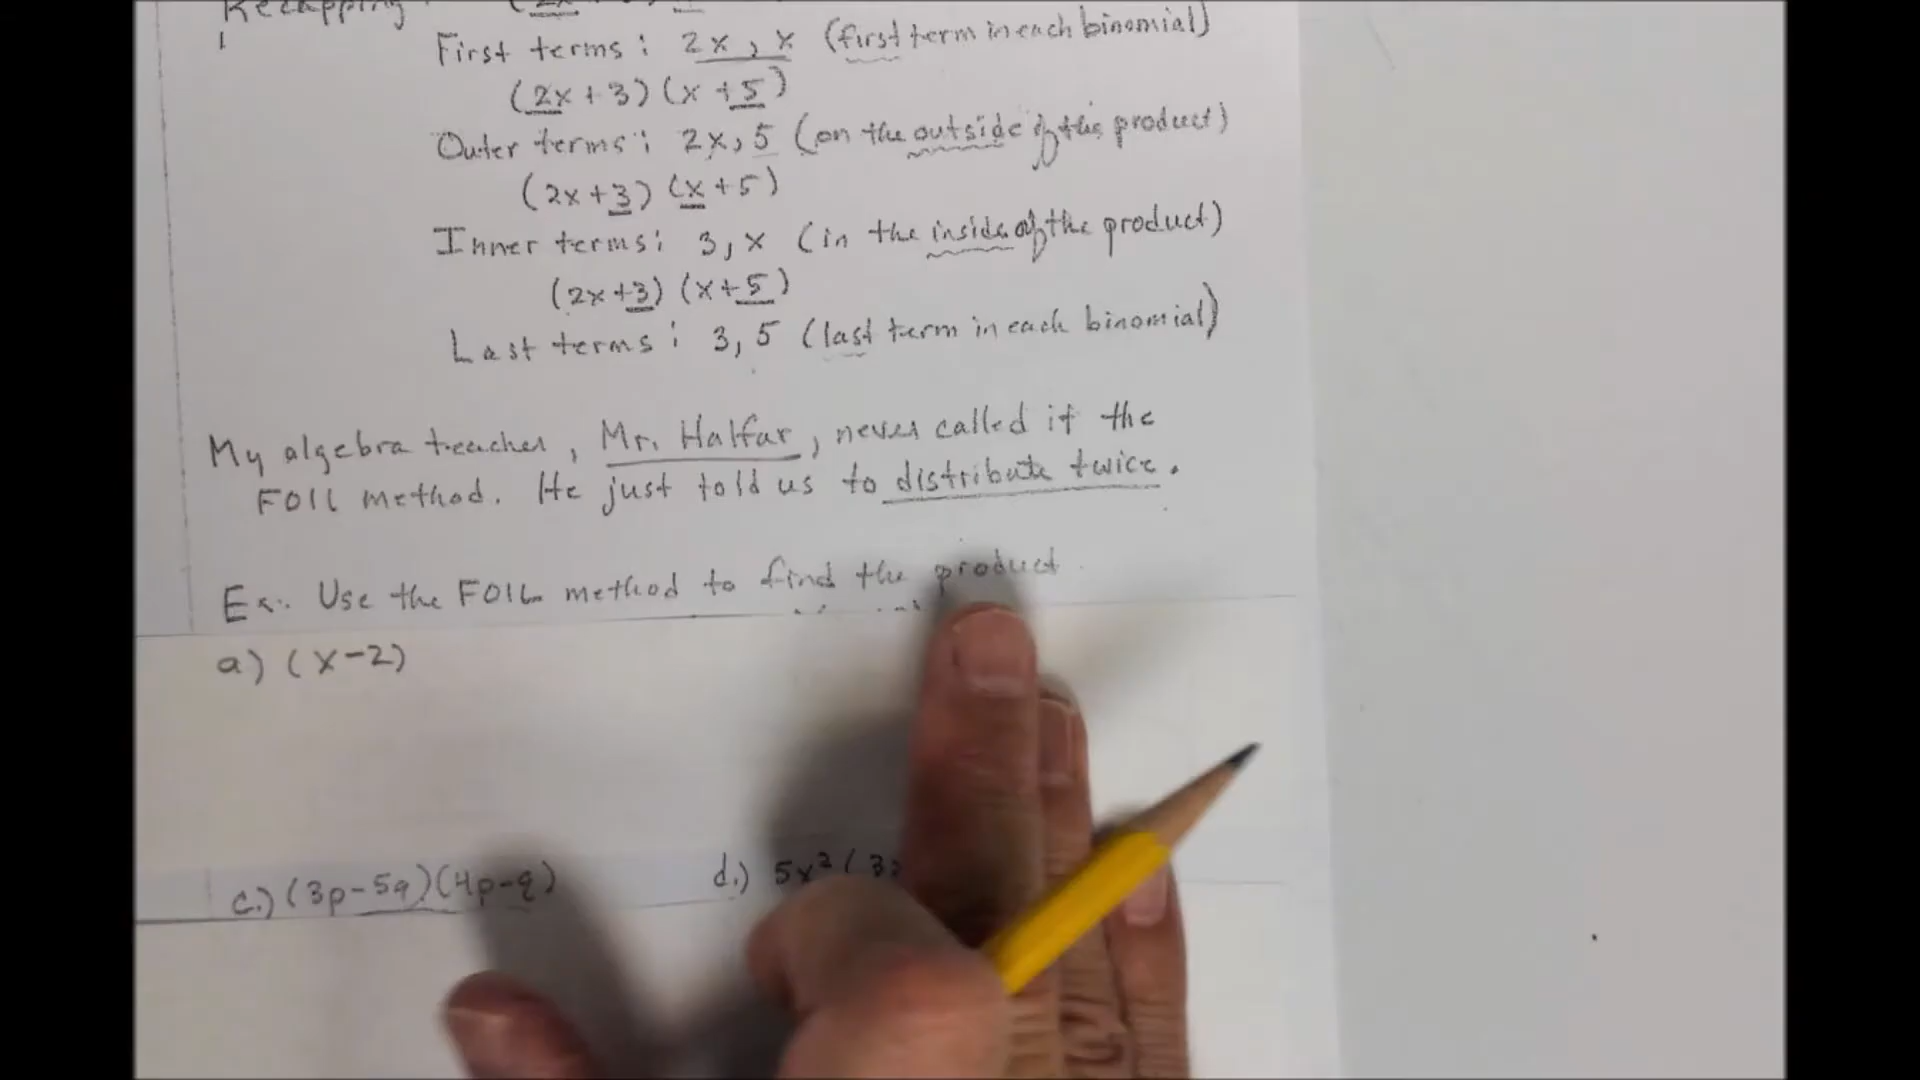 Recapping:
First terms: 2x, x (first term in each binomial)
(2x+3)(x+5)
Outer terms: 2x, 5 (on the outside of the product)
(2x+3)(x+5)
Inner terms: 3, x (in the inside of the product)
(2x+3)(x+5)
Last terms: 3, 5 (last term in each binomial)
My algebra teacher, Mr. Halfar, never called it the
FOIL method. He just told us to distribute twice.
Ex: Use the FOIL method to find the product
a) (x-2)
c.) (3p-5q)(4p-q) d.) 5x²(3